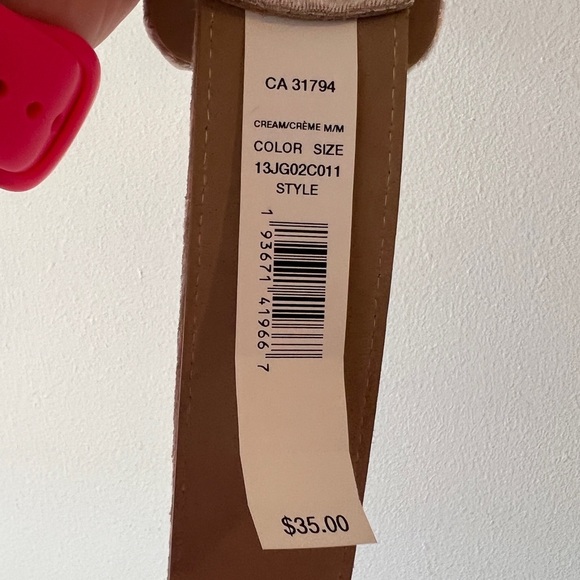 CA 31794
CREAM/CRÈME M/M
COLOR SIZE
13JG02C011
STYLE
1 93671 41966 7
$35.00